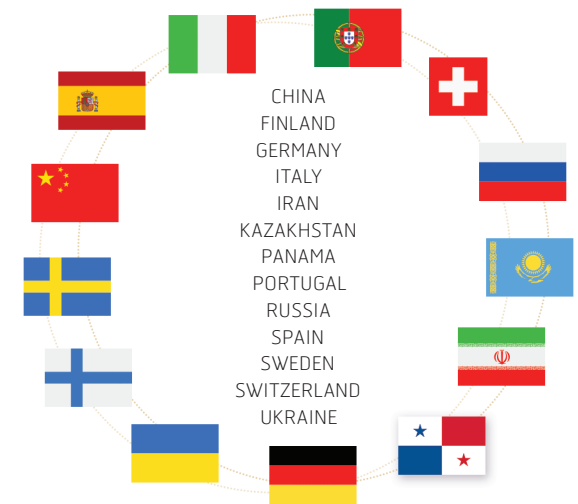 CHINA
FINLAND
GERMANY
ITALY
IRAN
KAZAKHSTAN
PANAMA
PORTUGAL
RUSSIA
SPAIN
SWEDEN
SWITZERLAND
UKRAINE